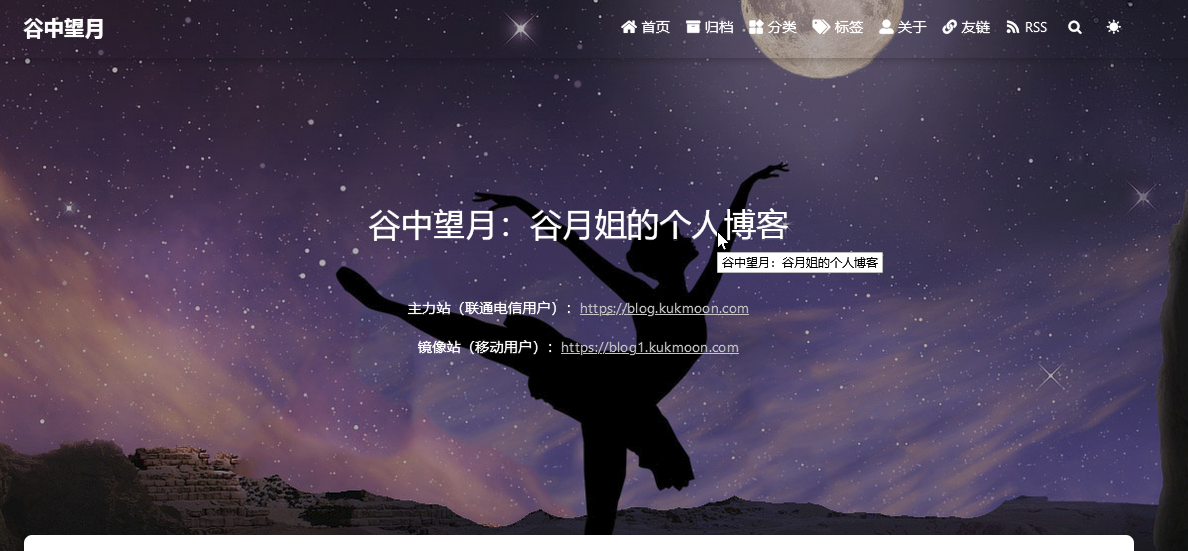 谷中望月
首页 归档 分类 标签 关于 友链 RSS
谷中望月：谷月姐的个人博客
谷中望月：谷月姐的个人博客
主力站（联通电信用户）：https://blog.kukmoon.com
镜像站（移动用户）：https://blog1.kukmoon.com